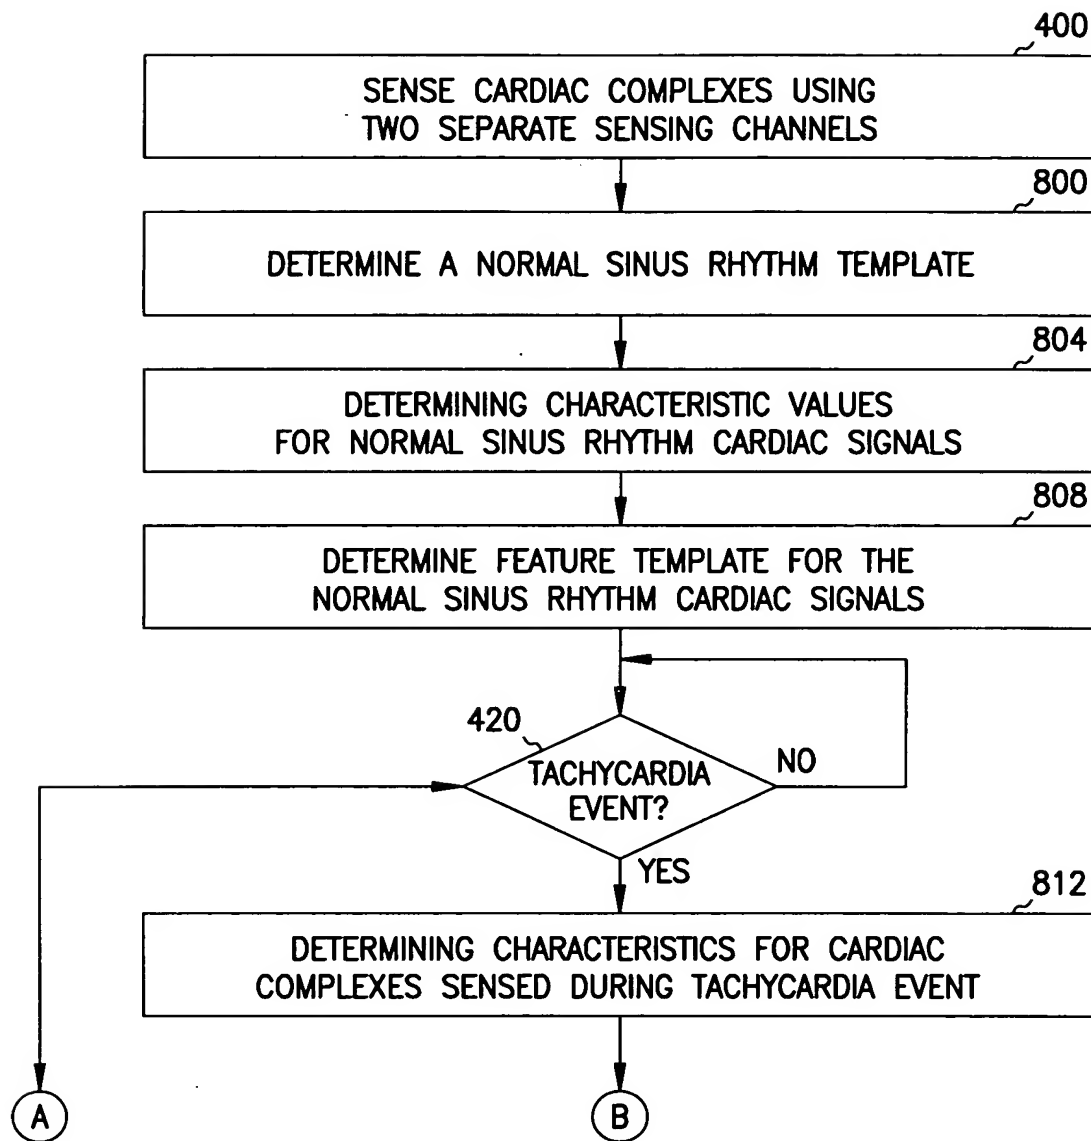 400
SENSE CARDIAC COMPLEXES USING
TWO SEPARATE SENSING CHANNELS
800
DETERMINE A NORMAL SINUS RHYTHM TEMPLATE
804
DETERMINING CHARACTERISTIC VALUES
FOR NORMAL SINUS RHYTHM CARDIAC SIGNALS
808
DETERMINE FEATURE TEMPLATE FOR THE
NORMAL SINUS RHYTHM CARDIAC SIGNALS
420
TACHYCARDIA
EVENT?
NO
YES
812
DETERMINING CHARACTERISTICS FOR CARDIAC
COMPLEXES SENSED DURING TACHYCARDIA EVENT
A
B